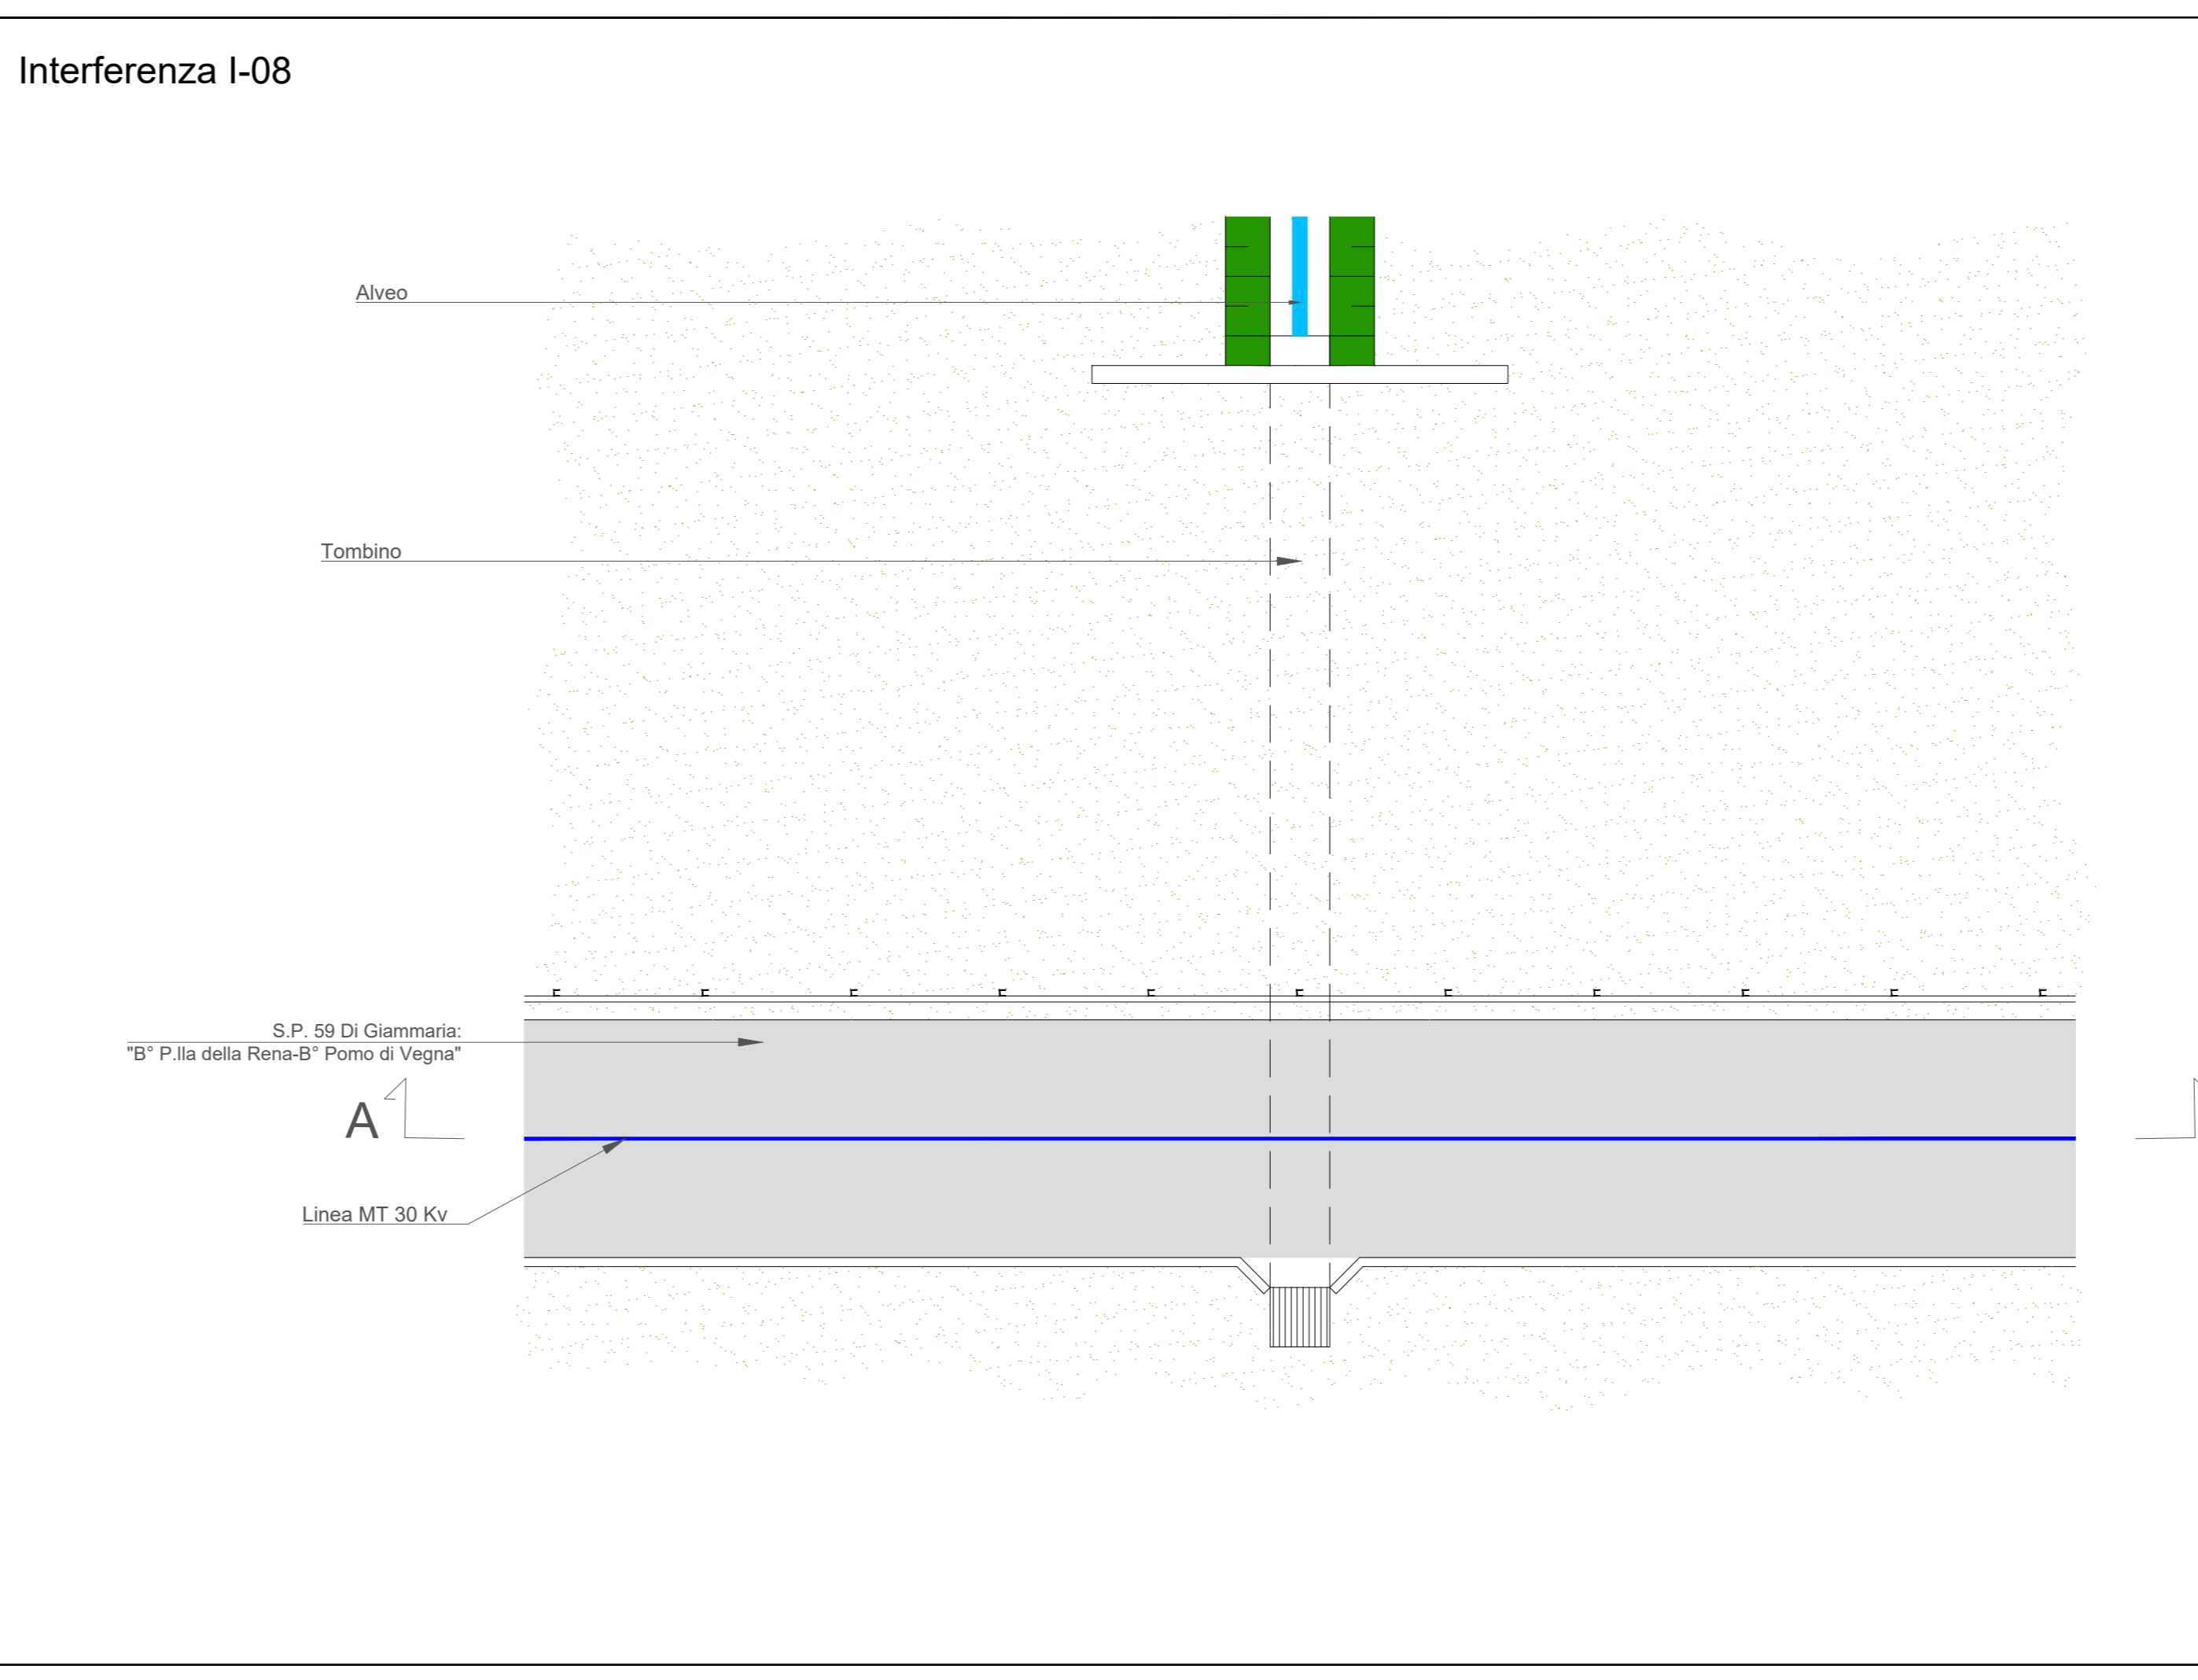 Interferenza I-08
Alveo
Tombino
S.P. 59 Di Giammaria:
"B° P.lla della Rena-B° Pomo di Vegna"
A
Linea MT 30 Kv